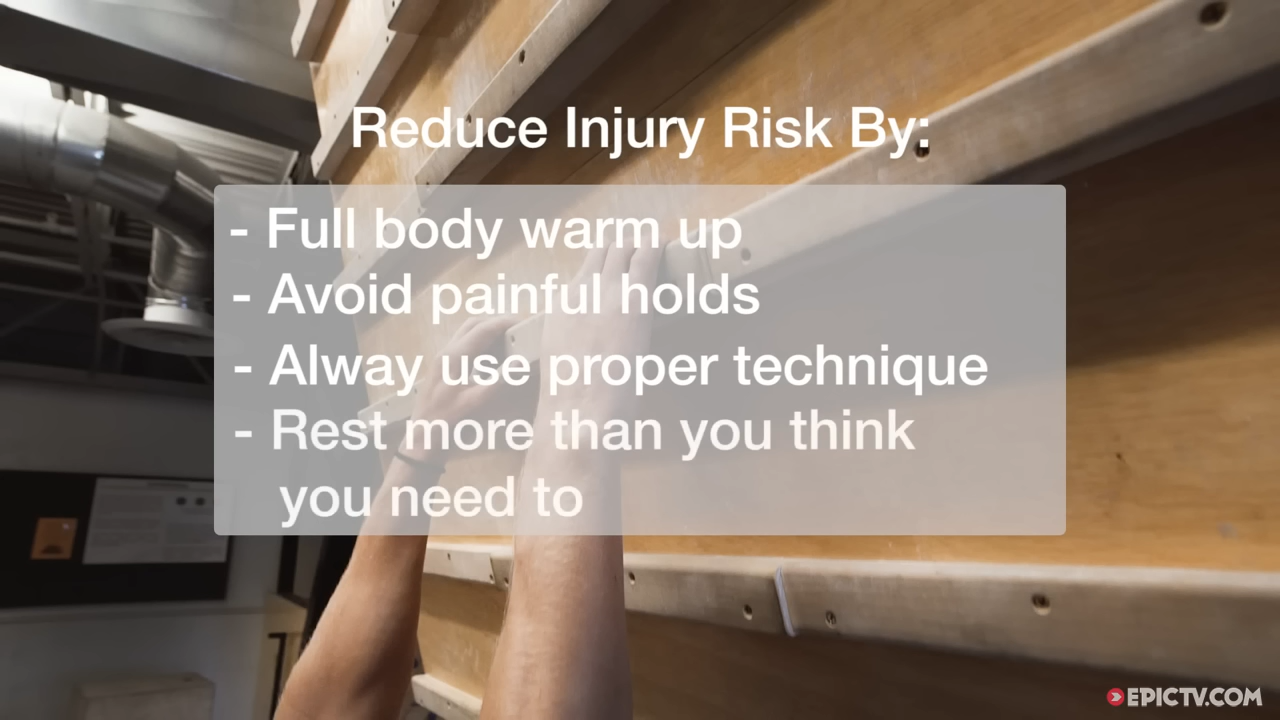 Reduce Injury Risk By:
- Full body warm up
- Avoid painful holds
- Alway use proper technique
- Rest more than you think
you need to
EPICTV.COM